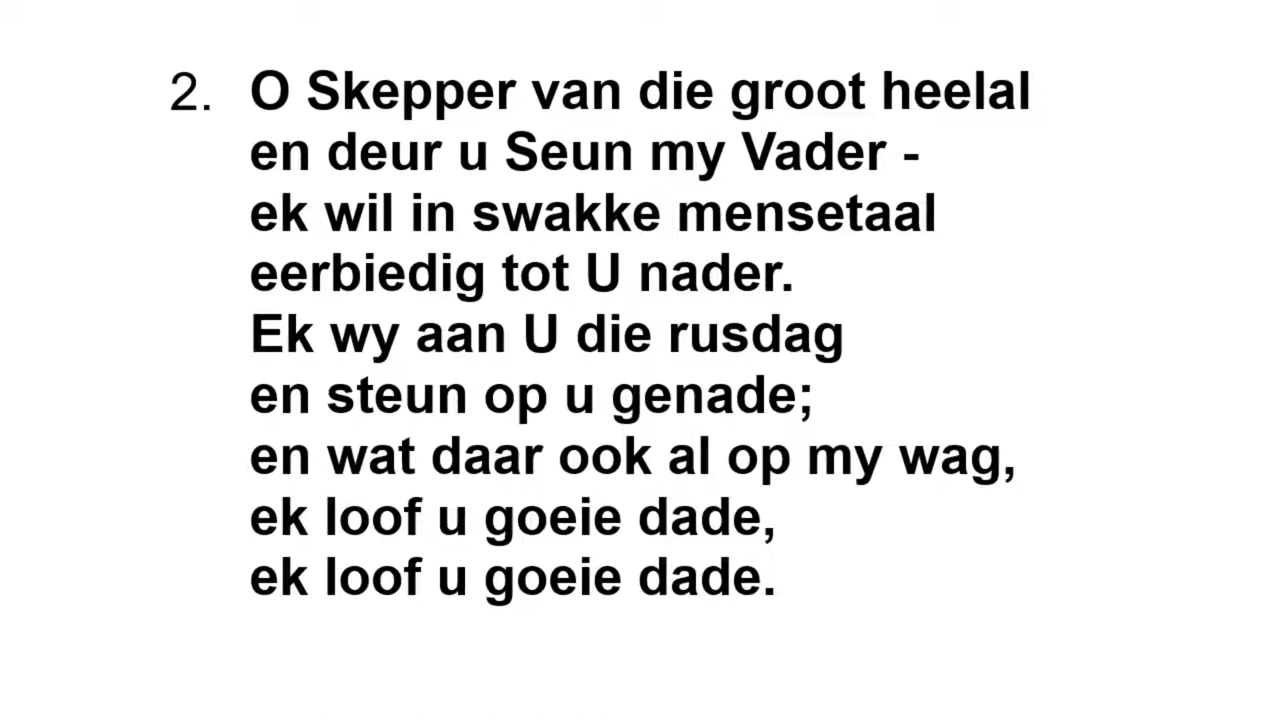 2. O Skepper van die groot heelal
en deur u Seun my Vader -
ek wil in swakke mensetaal
eerbiedig tot U nader.
Ek wy aan U die rusdag
en steun op u genade;
en wat daar ook al op my wag,
ek loof u goeie dade,
ek loof u goeie dade.